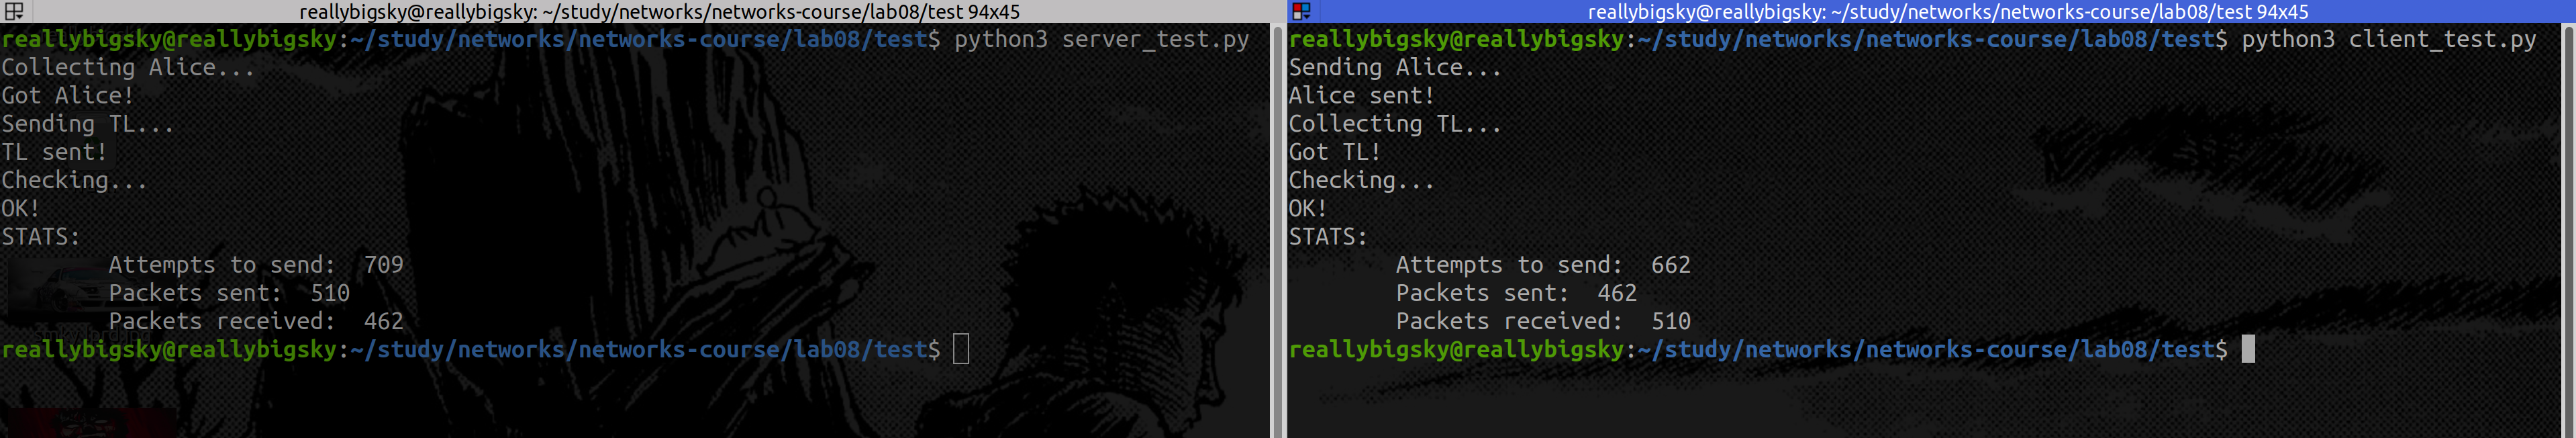 reallybigsky@reallybigsky: ~/study/networks/networks-course/lab08/test 94x45
reallybigsky@reallybigsky:~/study/networks/networks-course/lab08/test$ python3 server_test.py
Collecting Alice...
Got Alice!
Sending TL...
TL sent!
Checking...
OK!
STATS:
Attempts to send:  709
Packets sent:  510
Packets received:  462
reallybigsky@reallybigsky:~/study/networks/networks-course/lab08/test$
reallybigsky@reallybigsky: ~/study/networks/networks-course/lab08/test 94x45
reallybigsky@reallybigsky:~/study/networks/networks-course/lab08/test$ python3 client_test.py
Sending Alice...
Alice sent!
Collecting TL...
Got TL!
Checking...
OK!
STATS:
Attempts to send:  662
Packets sent:  462
Packets received:  510
reallybigsky@reallybigsky:~/study/networks/networks-course/lab08/test$